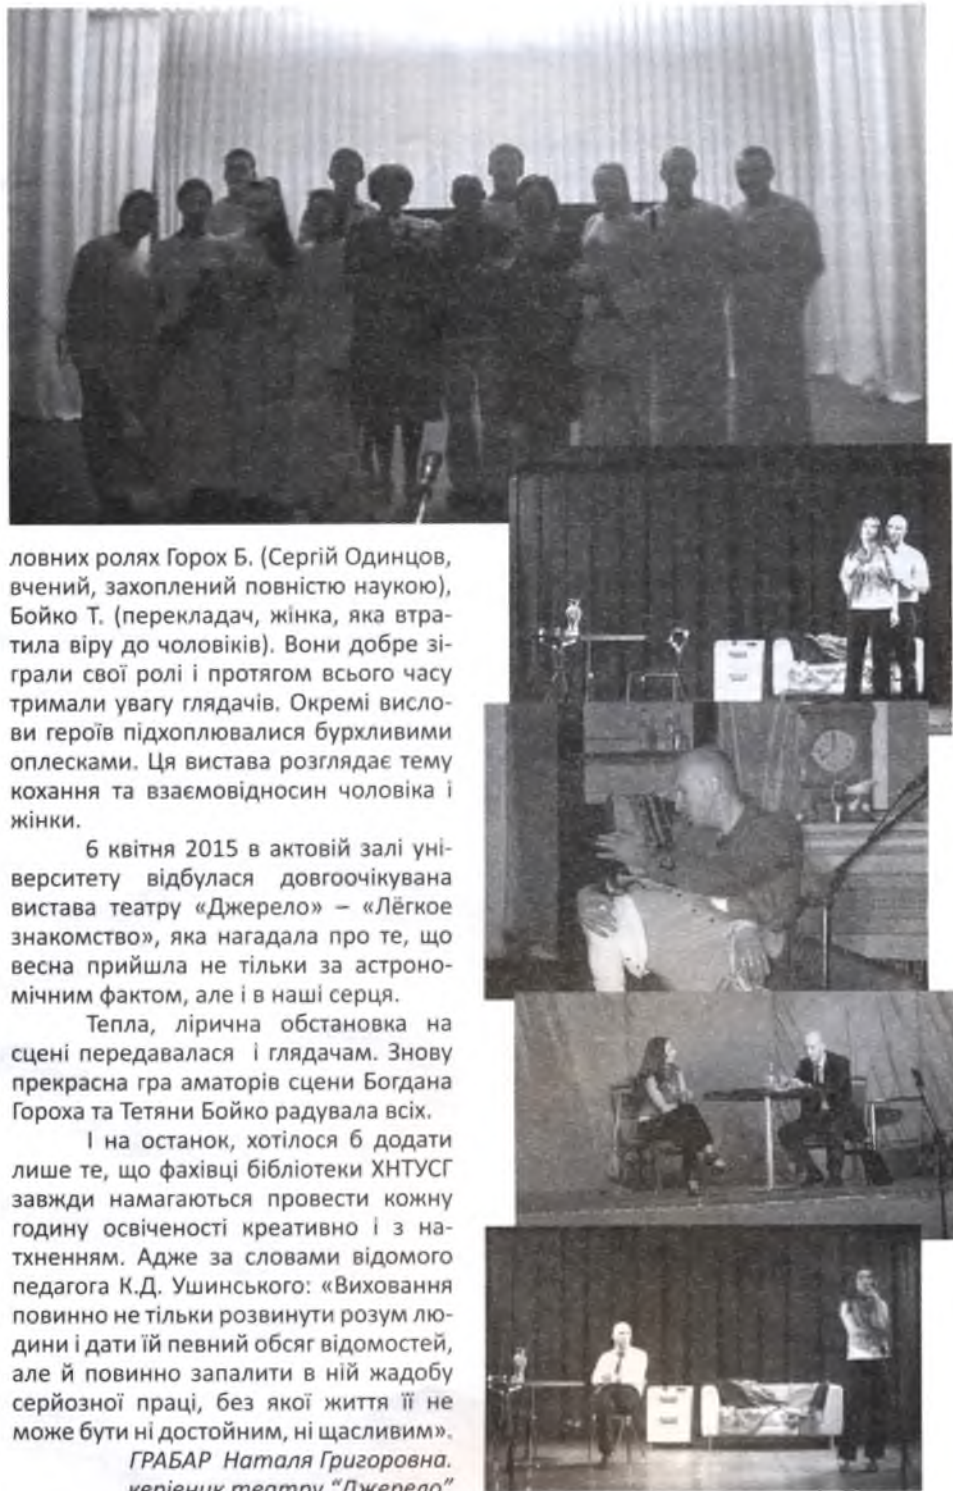 ловних ролях Горох Б. (Сергій Одинцов,
вчений, захоплений повністю наукою),
Бойко Т. (перекладач, жінка, яка втра-
тила віру до чоловіків). Вони добре зі-
грали свої ролі і протягом всього часу
тримали увагу глядачів. Окремі висло-
ви героїв підхоплювалися бурхливими
оплесками. Ця вистава розглядає тему
кохання та взаємовідносин чоловіка і
жінки.
6 квітня 2015 в актовій залі уні-
верситету відбулася довгоочікувана
вистава театру «Джерело» – «Лёгкое
знакомство», яка нагадала про те, що
весна прийшла не тільки за астроно-
мічним фактом, але і в наші серця.
Тепла, лірична обстановка на
сцені передавалася і глядачам. Знову
прекрасна гра аматорів сцени Богдана
Гороха та Тетяни Бойко радувала всіх.
І на останок, хотілося б додати
лише те, що фахівці бібліотеки ХНТУСГ
завжди намагаються провести кожну
годину освіченості креативно і з на-
тхненням. Адже за словами відомого
педагога К.Д. Ушинського: «Виховання
повинно не тільки розвинути розум лю-
дини і дати їй певний обсяг відомостей,
але й повинно запалити в ній жадобу
серйозної праці, без якої життя її не
може бути ні достойним, ні щасливим».
ГРАБАР Наталя Григоровна.
керівник театру "Джерело"